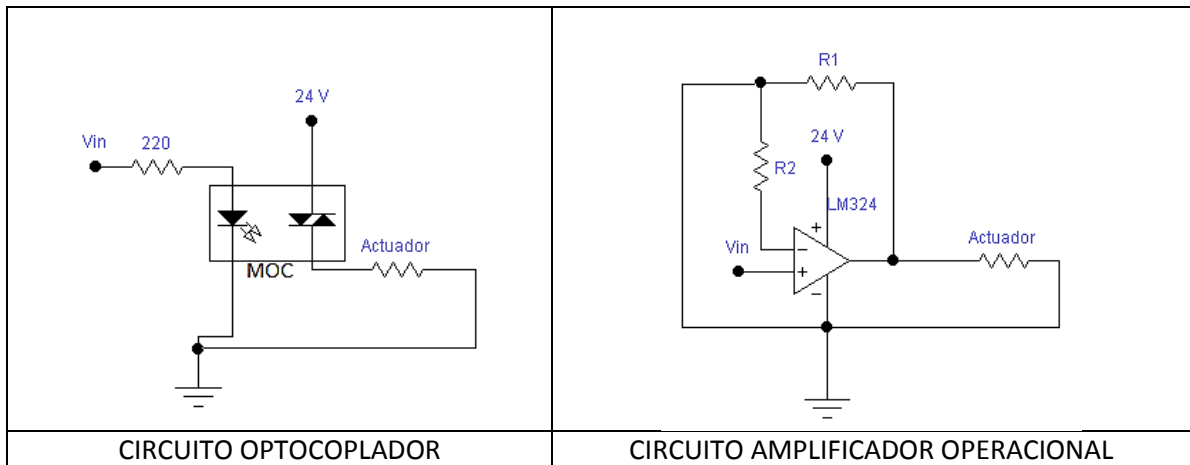 24 V
Vin
220
Actuador
MOC
CIRCUITO OPTOCOPLADOR
R1
24 V
R2
LM324
+
Vin
−
+
−
Actuador
CIRCUITO AMPLIFICADOR OPERACIONAL